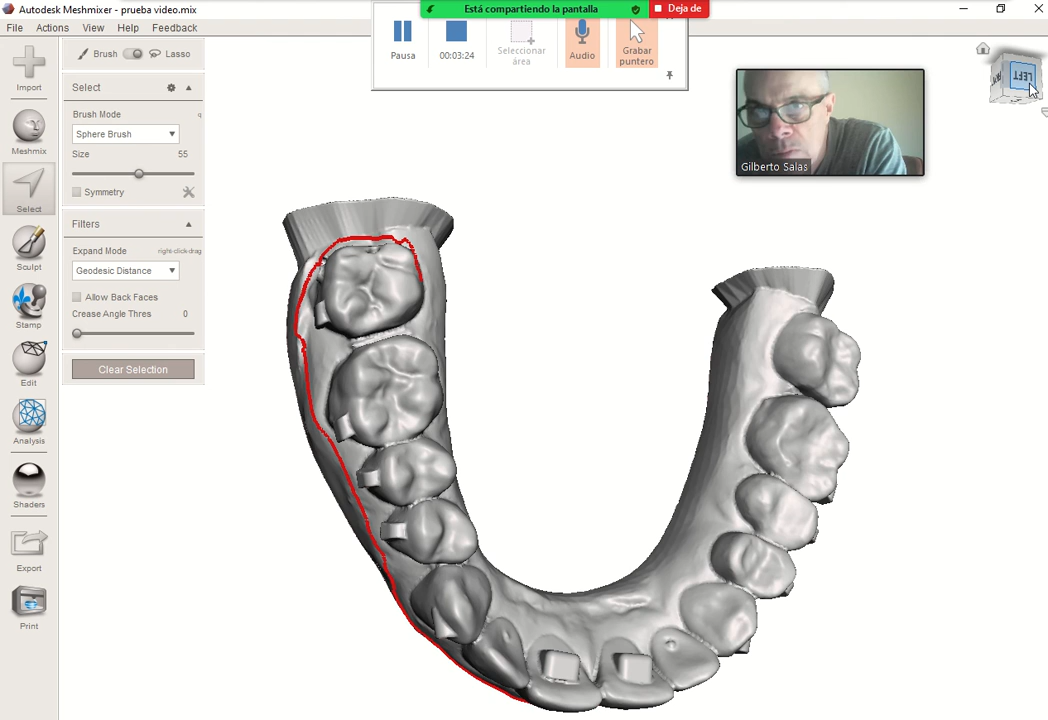 Autodesk Meshmixer - prueba video.mix
Está compartiendo la pantalla
Deja de
File Actions View Help Feedback
Pausa
00:03:24
Seleccionar
área
Audio
Grabar
puntero
Import
Meshmix
Select
Sculpt
Stamp
Edit
Analysis
Shaders
Export
Print
Brush
Lasso
Select
Brush Mode q
Sphere Brush
Size 55
Symmetry
Filters
Expand Mode right-click-drag
Geodesic Distance
Allow Back Faces
Crease Angle Thres 0
Clear Selection
Gilberto Salas
LEFT